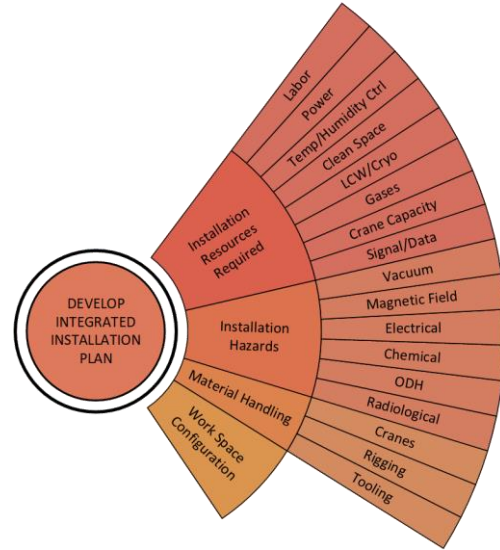 DEVELOP
INTEGRATED
INSTALLATION
PLAN
Installation
Resources
Required
Labor
Power
Temp/Humidity Ctrl
Clean Space
LCW/Cryo
Gases
Crane Capacity
Signal/Data
Installation
Hazards
Vacuum
Magnetic Field
Electrical
Chemical
ODH
Radiological
Material Handling
Cranes
Rigging
Tooling
Work Space
Configuration